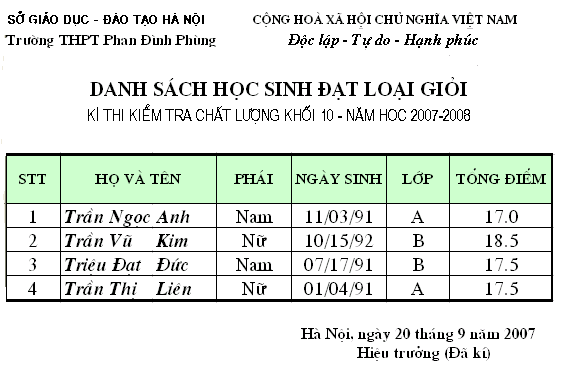 SỞ GIÁO DỤC - ĐÀO TẠO HÀ NỘI CỘNG HOÀ XÃ HỘI CHỦ NGHĨA VIỆT NAM
Trường THPT Phan Đình Phùng Độc lập - Tự do - Hạnh phúc
DANH SÁCH HỌC SINH ĐẠT LOẠI GIỎI
KÌ THI KIỂM TRA CHẤT LƯỢNG KHỐI 10 - NĂM HỌC 2007-2008
STT HỌ VÀ TÊN PHÁI NGÀY SINH LỚP TỔNG ĐIỂM
1 Trần Ngọc Anh Nam 11/03/91 A 17.0
2 Trần Vũ Kim Nữ 10/15/92 B 18.5
3 Triệu Đạt Đức Nam 07/17/91 B 17.5
4 Trần Thị Liên Nữ 01/04/91 A 17.5
Hà Nội, ngày 20 tháng 9 năm 2007
Hiệu trưởng (Đã kí)